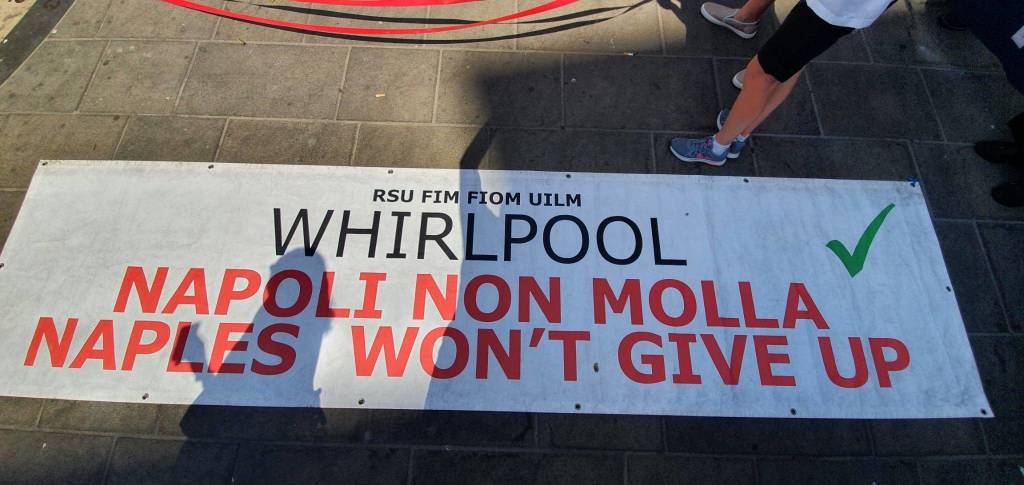 RSU FIM FIOM UILM
WHIRLPOOL
NAPOLI NON MOLLA
NAPLES WON'T GIVE UP